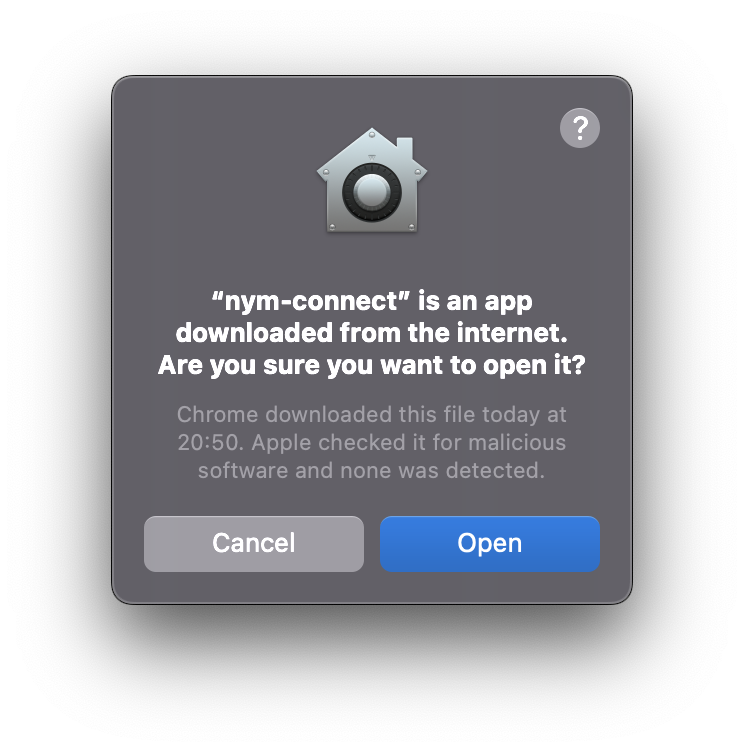 ?
“nym-connect” is an app
downloaded from the internet.
Are you sure you want to open it?
Chrome downloaded this file today at
20:50. Apple checked it for malicious
software and none was detected.
Cancel
Open